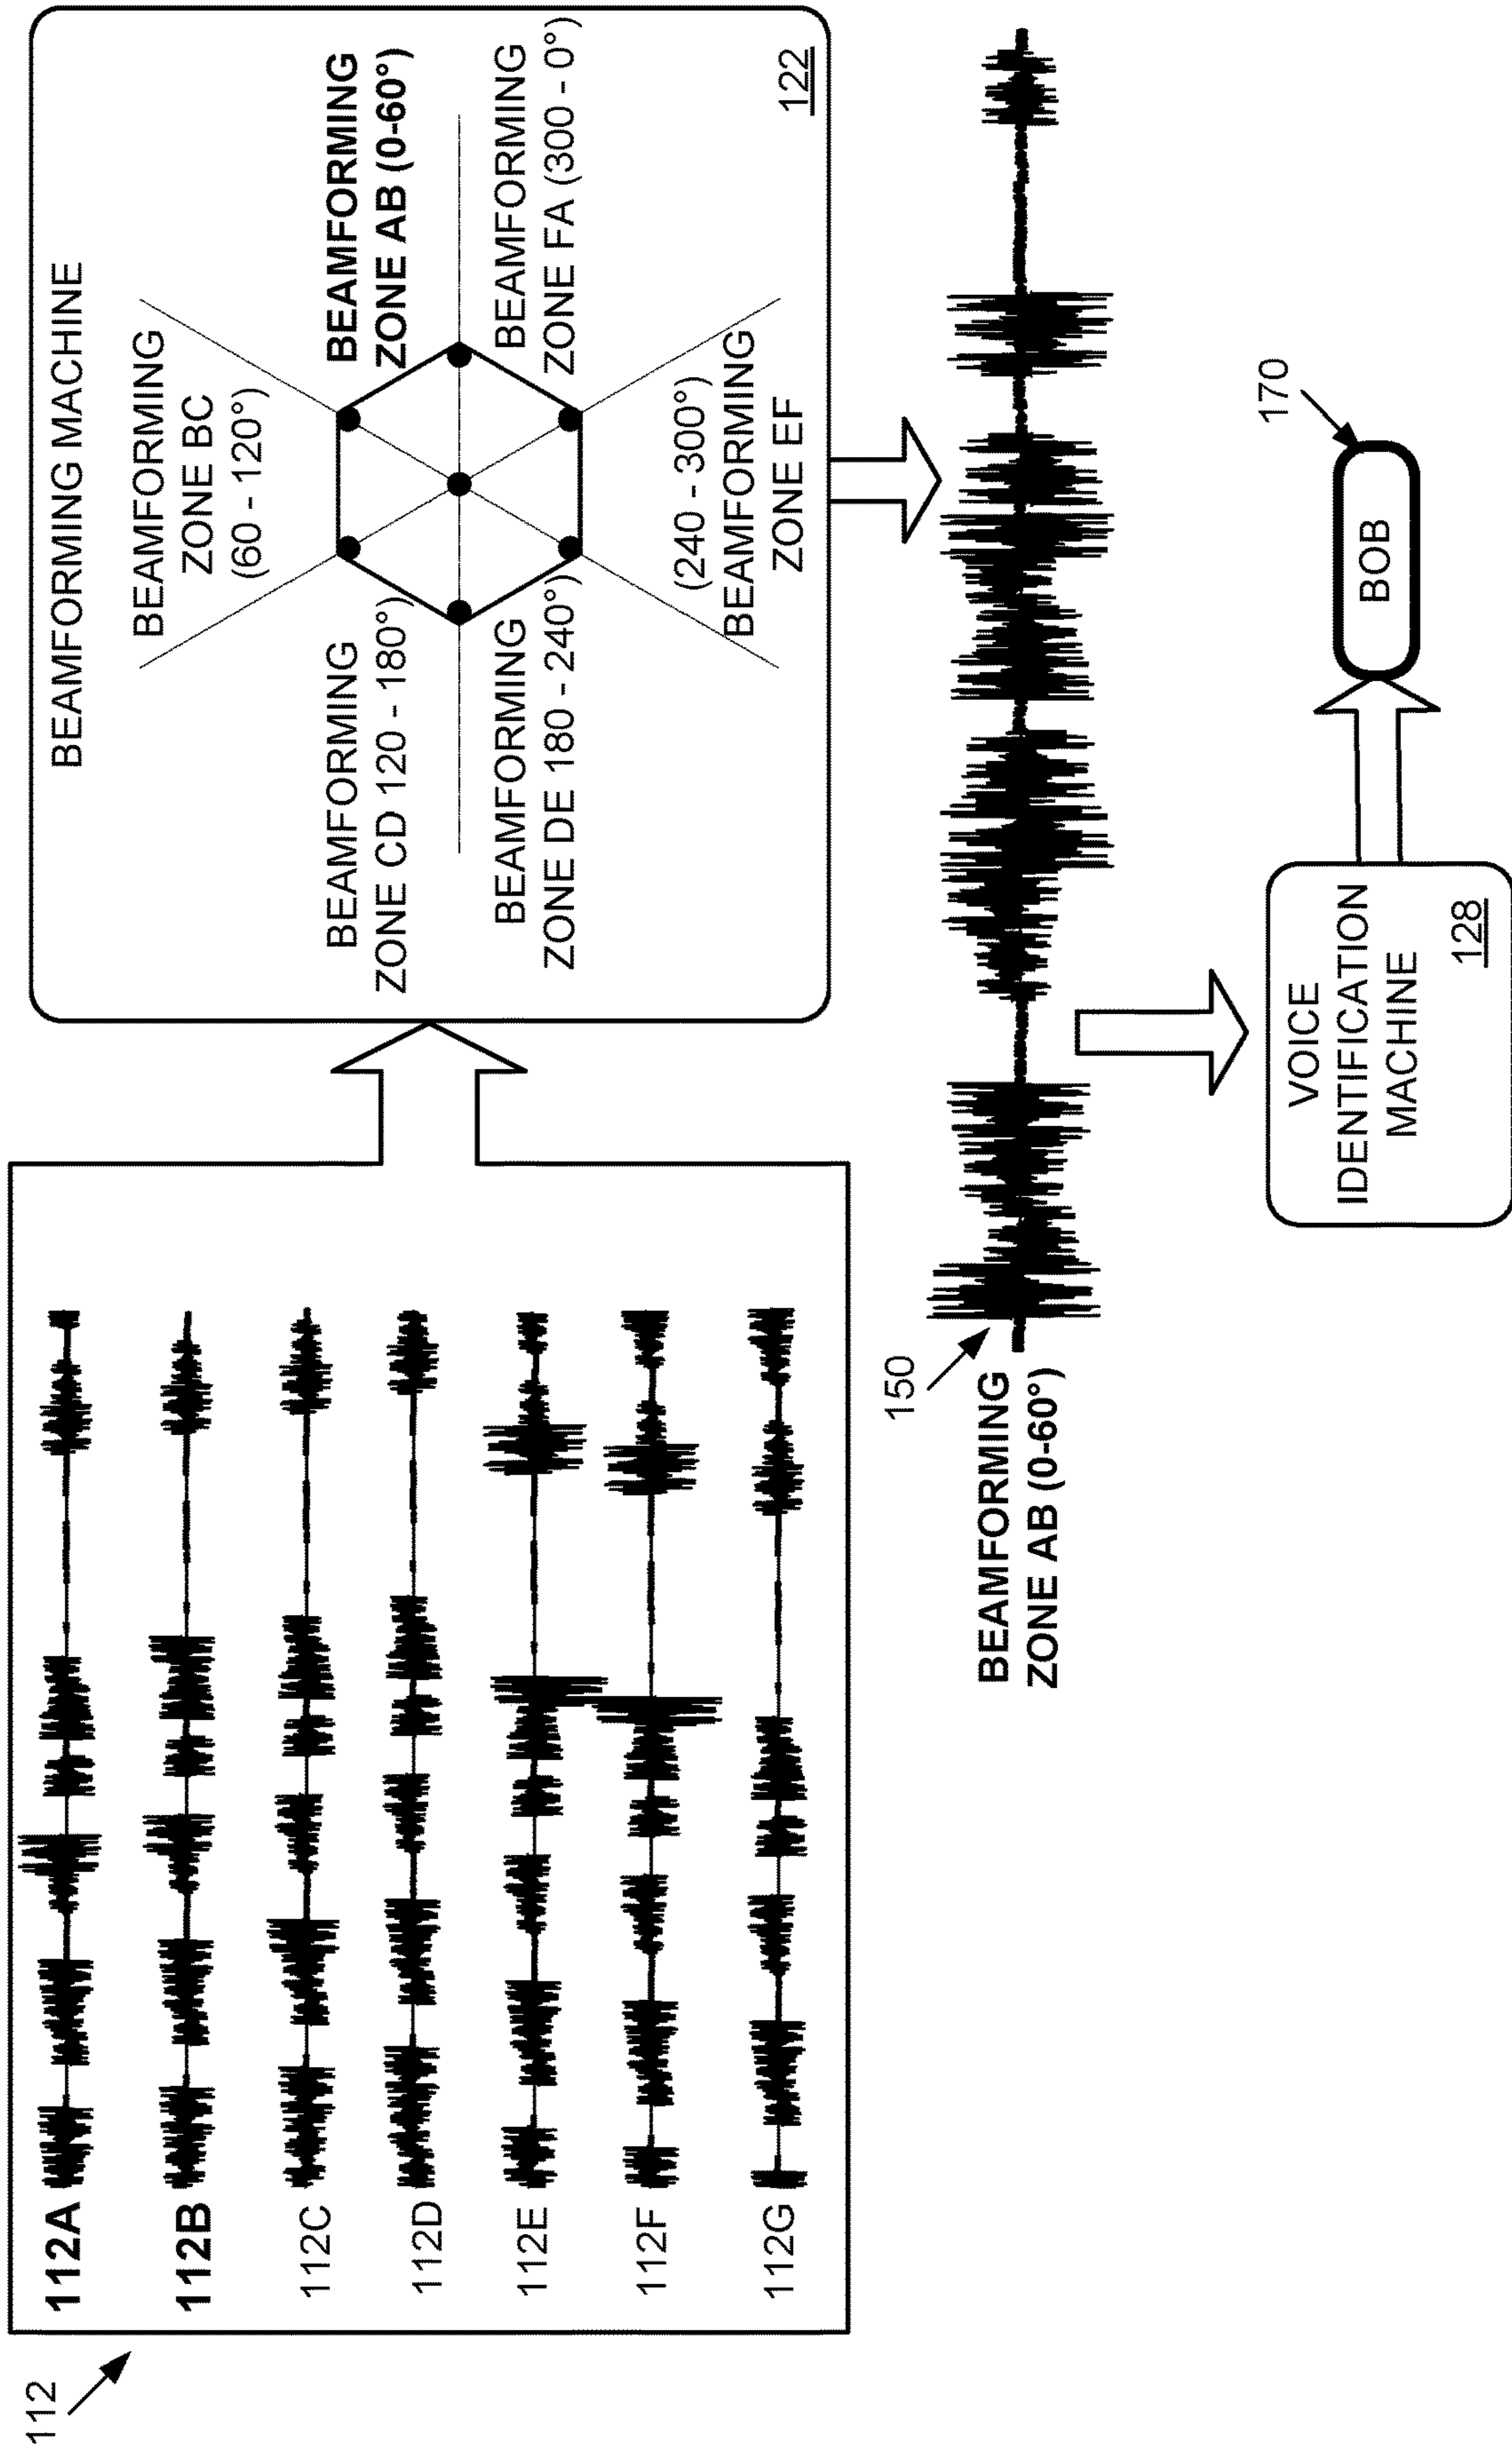 112
112A
112B
112C
112D
112E
112F
112G
BEAMFORMING MACHINE
BEAMFORMING
ZONE BC
(60 - 120°)
BEAMFORMING
ZONE CD 120 - 180°)
BEAMFORMING
ZONE AB (0-60°)
BEAMFORMING
ZONE DE 180 - 240°)
BEAMFORMING
ZONE FA (300 - 0°)
(240 - 300°)
BEAMFORMING
ZONE EF
122
150
BEAMFORMING
ZONE AB (0-60°)
VOICE
IDENTIFICATION
MACHINE
128
BOB
170